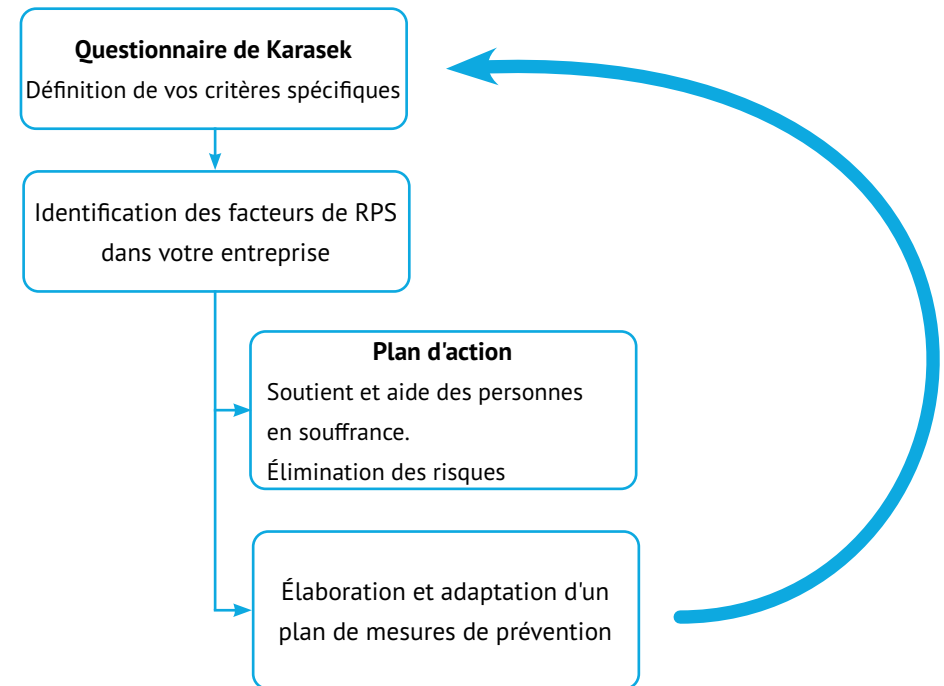 Questionnaire de Karasek
Définition de vos critères spécifiques
Identification des facteurs de RPS
dans votre entreprise
Plan d'action
Soutient et aide des personnes
en souffrance.
Élimination des risques
Élaboration et adaptation d'un
plan de mesures de prévention